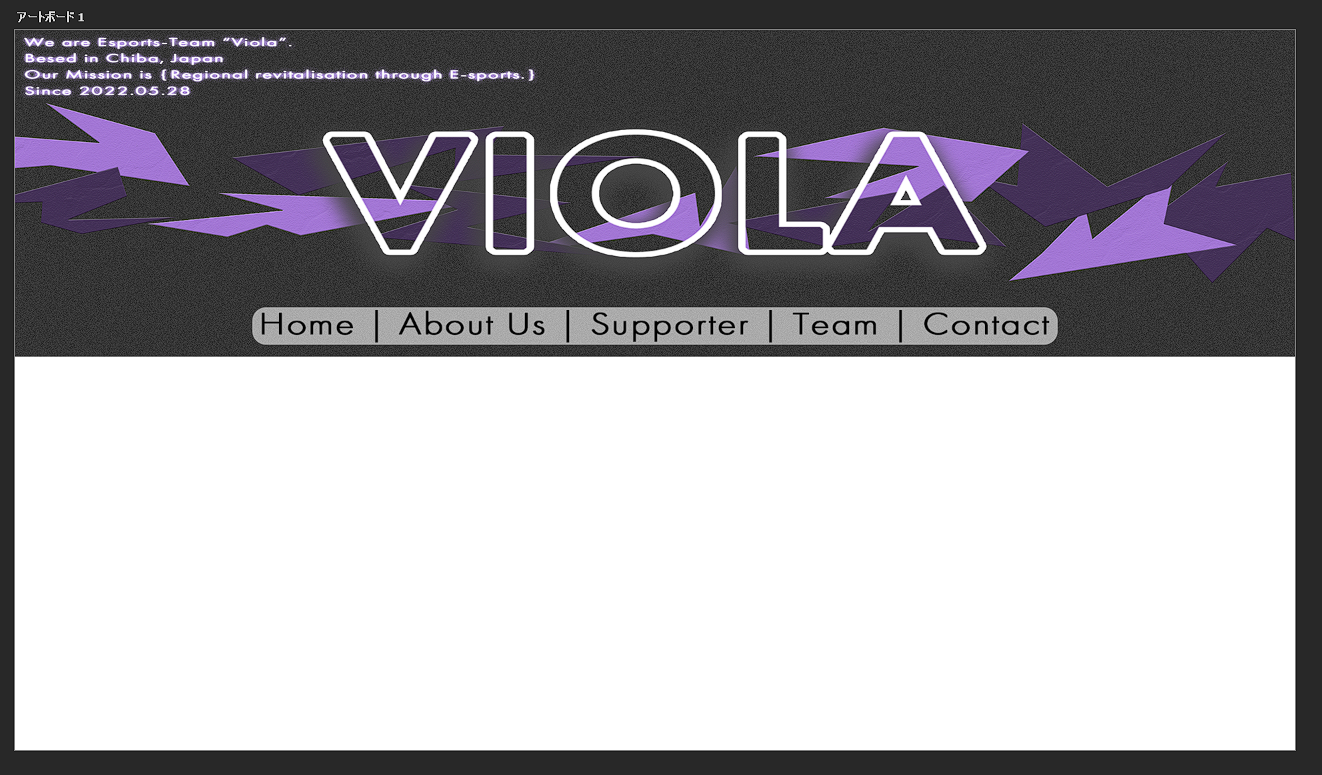 アートボード 1
We are Esports-Team "Viola".
Besed in Chiba, Japan
Our Mission is {Regional revitalisation through E-sports.}
Since 2022.05.28
VIOLA
Home | About Us | Supporter | Team | Contact